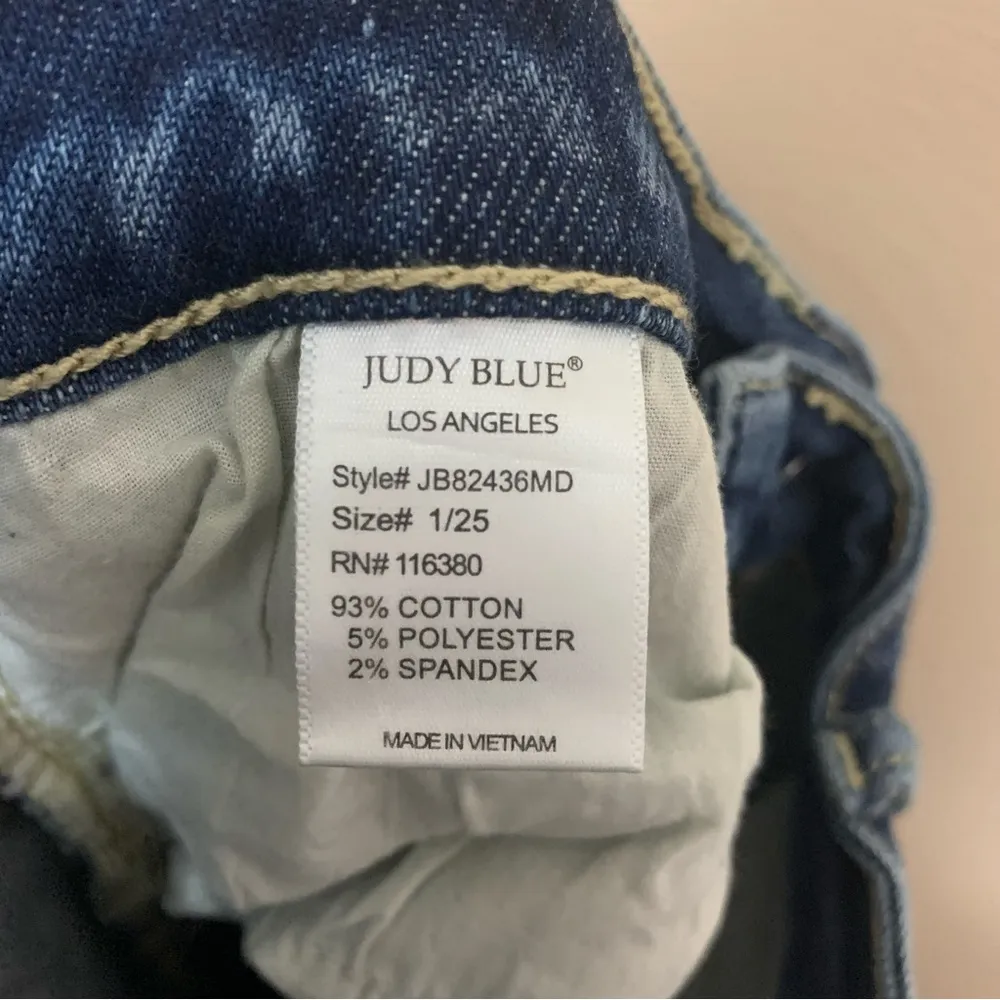 JUDY BLUE®
LOS ANGELES
Style# JB82436MD
Size# 1/25
RN# 116380
93% COTTON
5% POLYESTER
2% SPANDEX
MADE IN VIETNAM